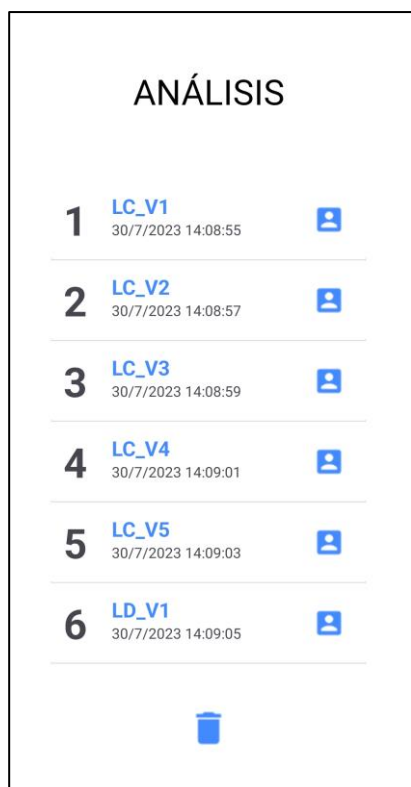 ANÁLISIS
1 LC_V1
30/7/2023 14:08:55
2 LC_V2
30/7/2023 14:08:57
3 LC_V3
30/7/2023 14:08:59
4 LC_V4
30/7/2023 14:09:01
5 LC_V5
30/7/2023 14:09:03
6 LD_V1
30/7/2023 14:09:05